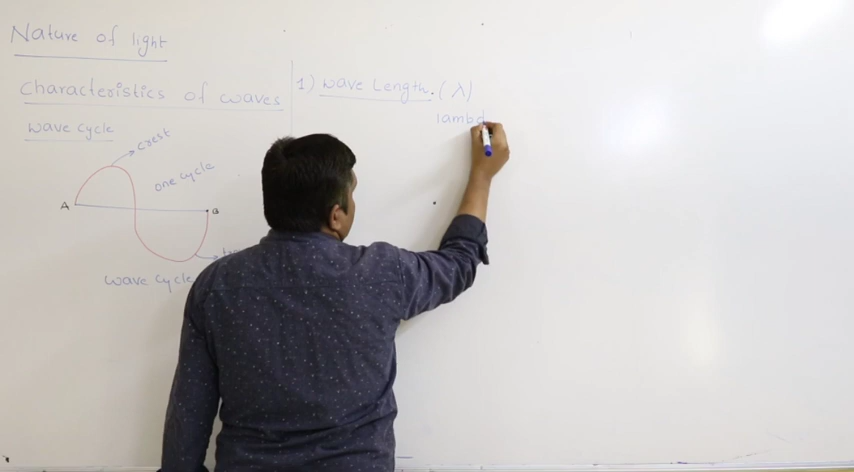 Nature of light
Characteristics of waves
wave cycle
crest
one cycle
A
B
wave cycle
1) wave Length. (λ)
lambd